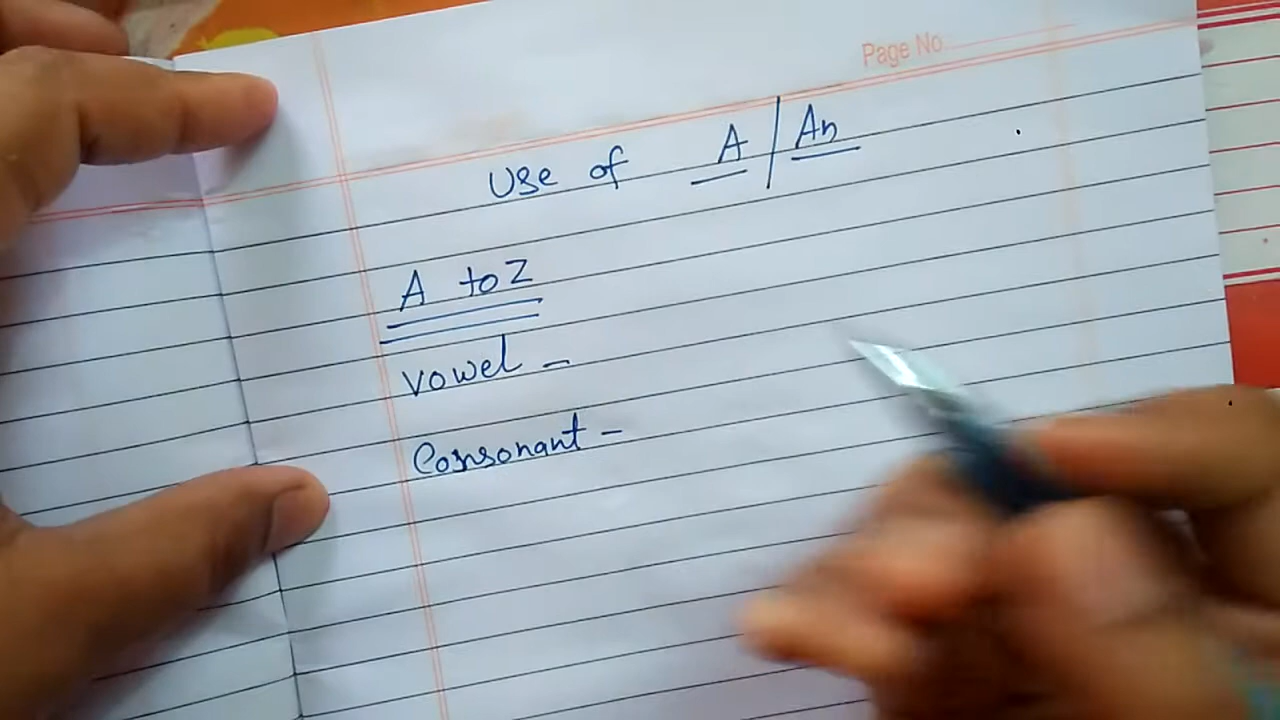 Page No.
Use of A / An
A to Z
vowel -
Consonant -